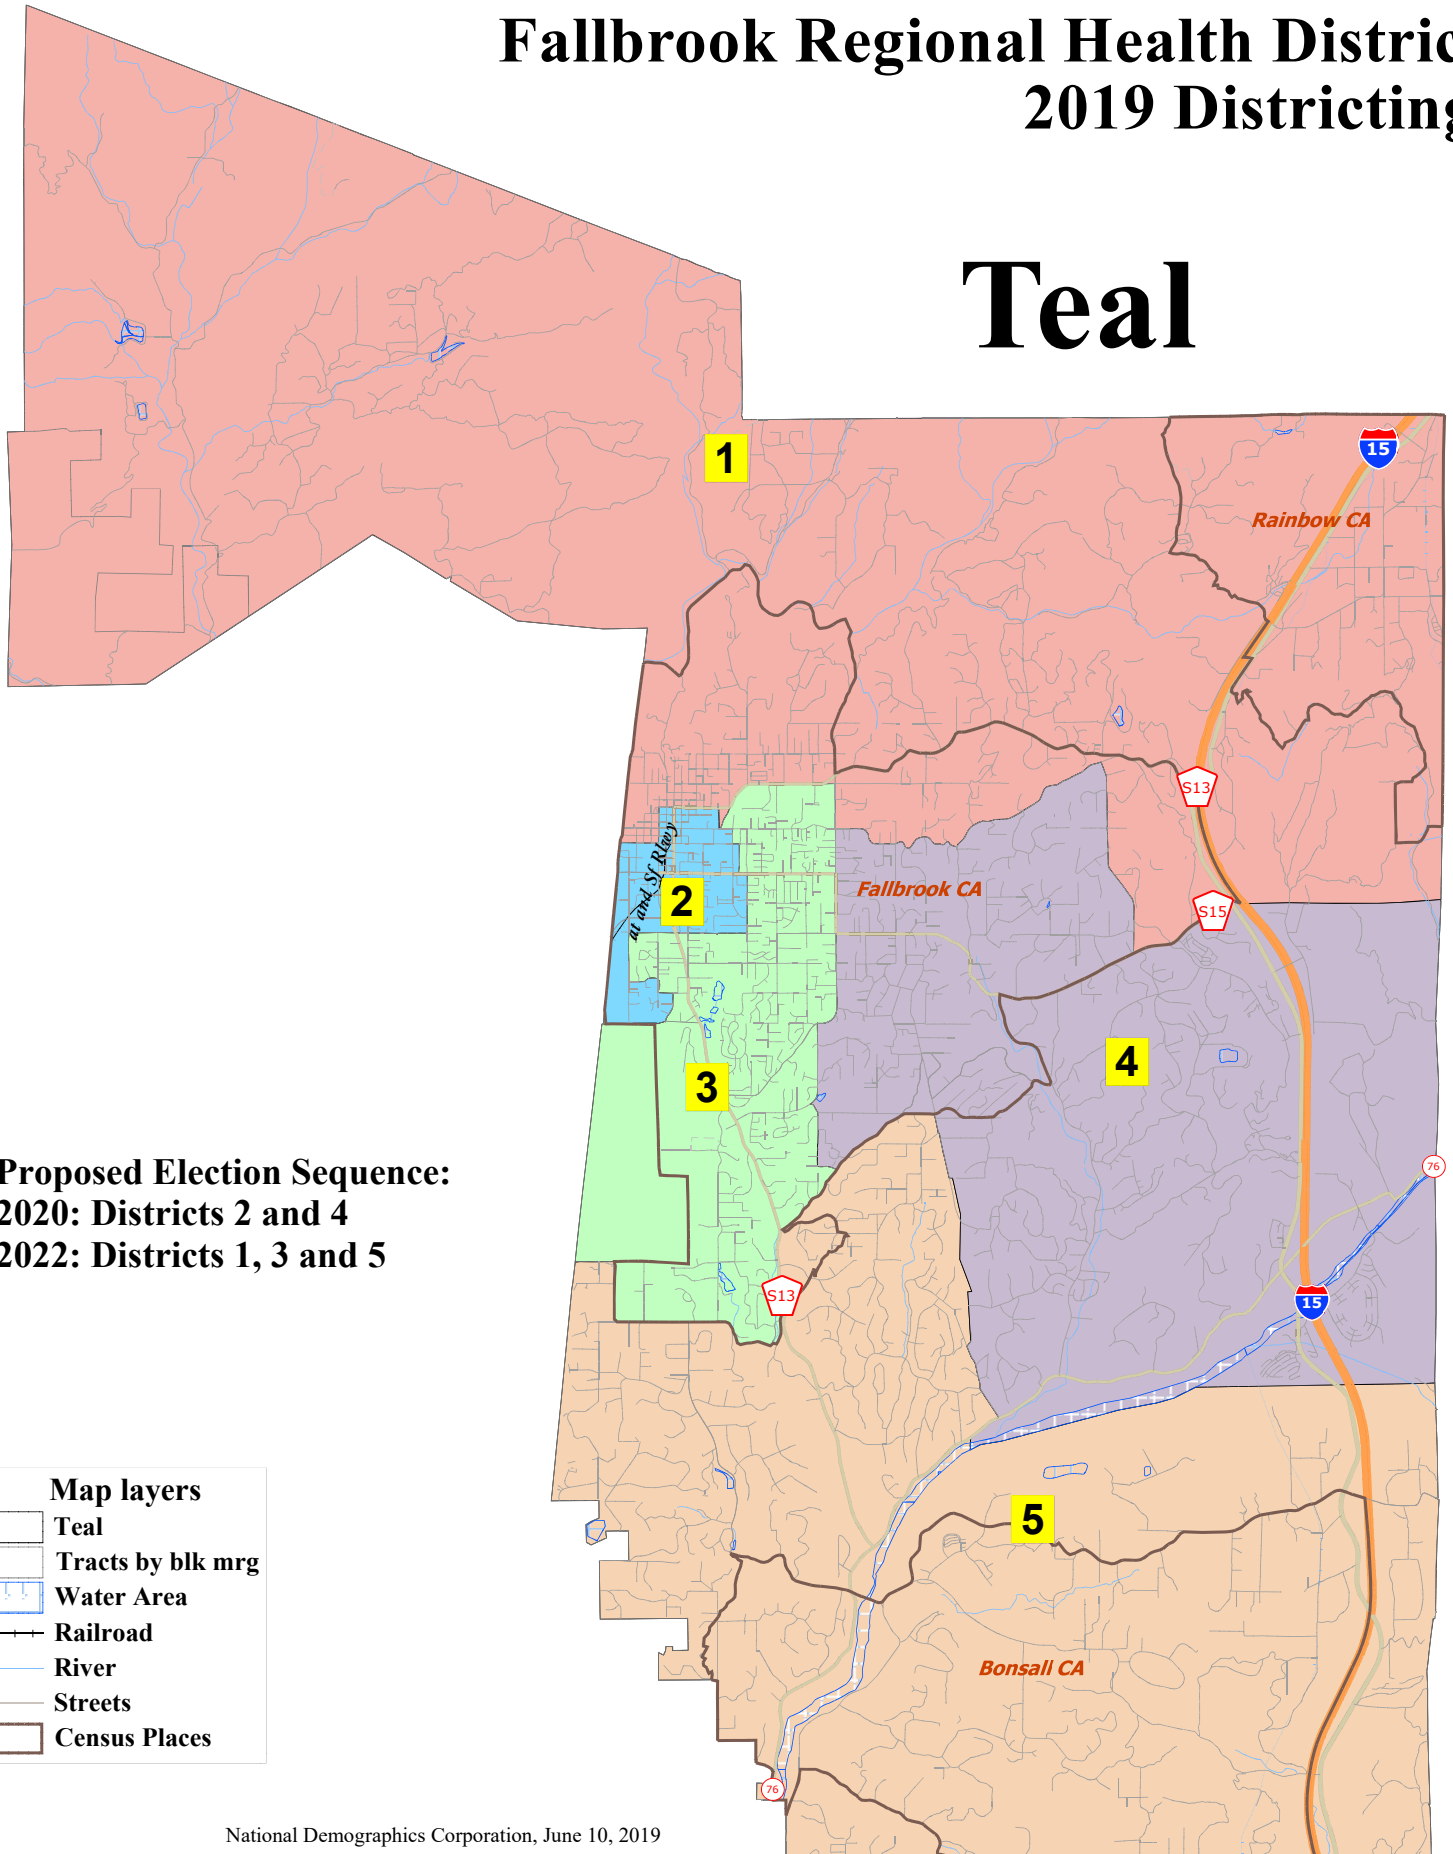 Fallbrook Regional Health Distric
2019 Districting
Teal
1
15
Rainbow CA
S13
at and Sf Rlwy
Fallbrook CA
2
S15
4
3
Proposed Election Sequence:
2020: Districts 2 and 4
2022: Districts 1, 3 and 5
76
S13
15
5
Map layers
Teal
Tracts by blk mrg
Water Area
Railroad
River
Streets
Census Places
Bonsall CA
76
National Demographics Corporation, June 10, 2019